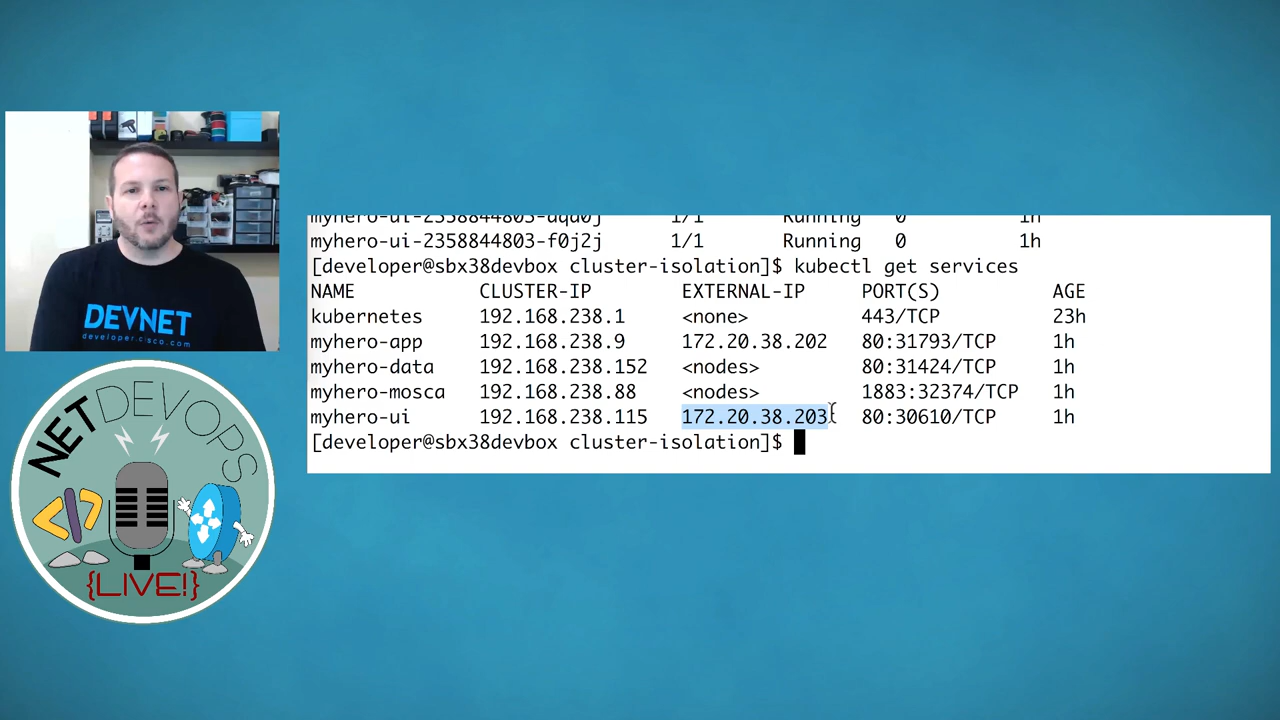 myhero-ui-2358844803-f0j2j 1/1 Running 0 1h
[developer@sbx38devbox cluster-isolation]$ kubectl get services
NAME CLUSTER-IP EXTERNAL-IP PORT(S) AGE
kubernetes 192.168.238.1 <none> 443/TCP 23h
myhero-app 192.168.238.9 172.20.38.202 80:31793/TCP 1h
myhero-data 192.168.238.152 <nodes> 80:31424/TCP 1h
myhero-mosca 192.168.238.88 <nodes> 1883:32374/TCP 1h
myhero-ui 192.168.238.115 172.20.38.203 80:30610/TCP 1h
[developer@sbx38devbox cluster-isolation]$
DEVNET
developer.cisco.com
NETDEVOPS
</>
{LIVE!}